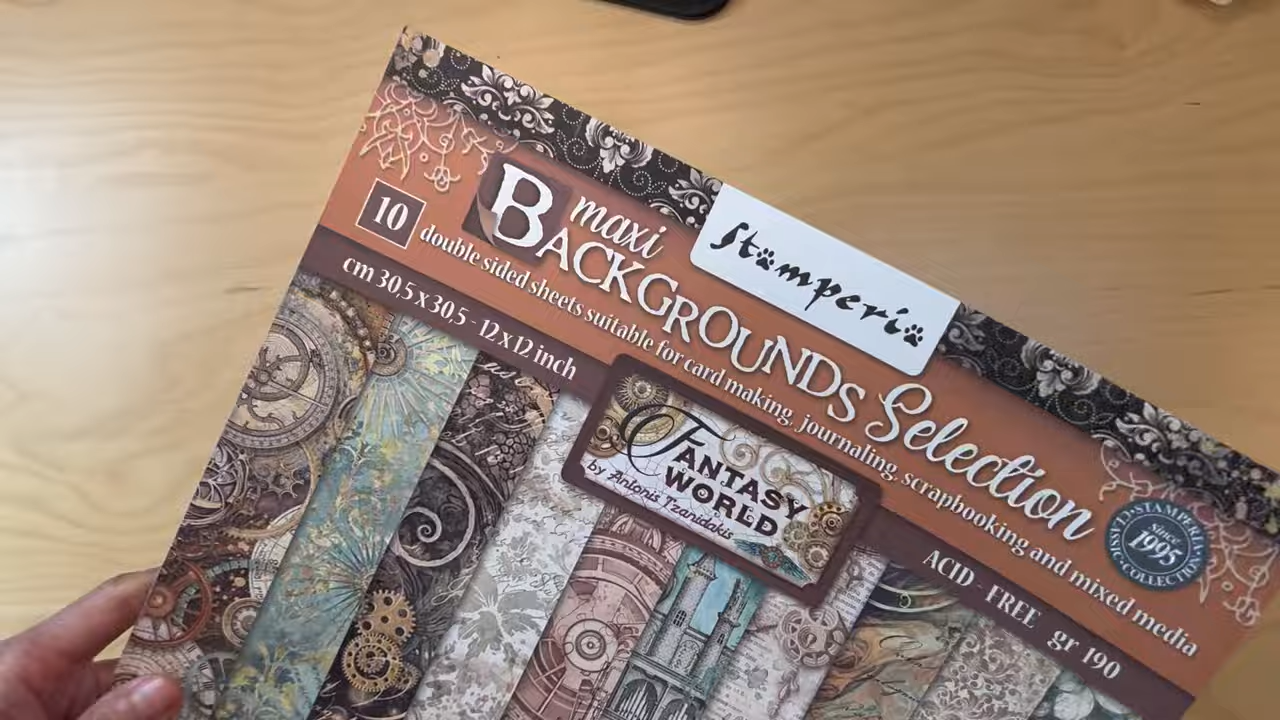 Stamperia
maxi
BACKGROUNDS Selection
10 double sided sheets suitable for card making, journaling, scrapbooking and mixed media
cm 30,5 x 30,5 - 12 x 12 inch
FANTASY
WORLD
by Antonis Tzanidakis
ACID - FREE gr 190
STAMPERIA
Since
1995
COLLECTION